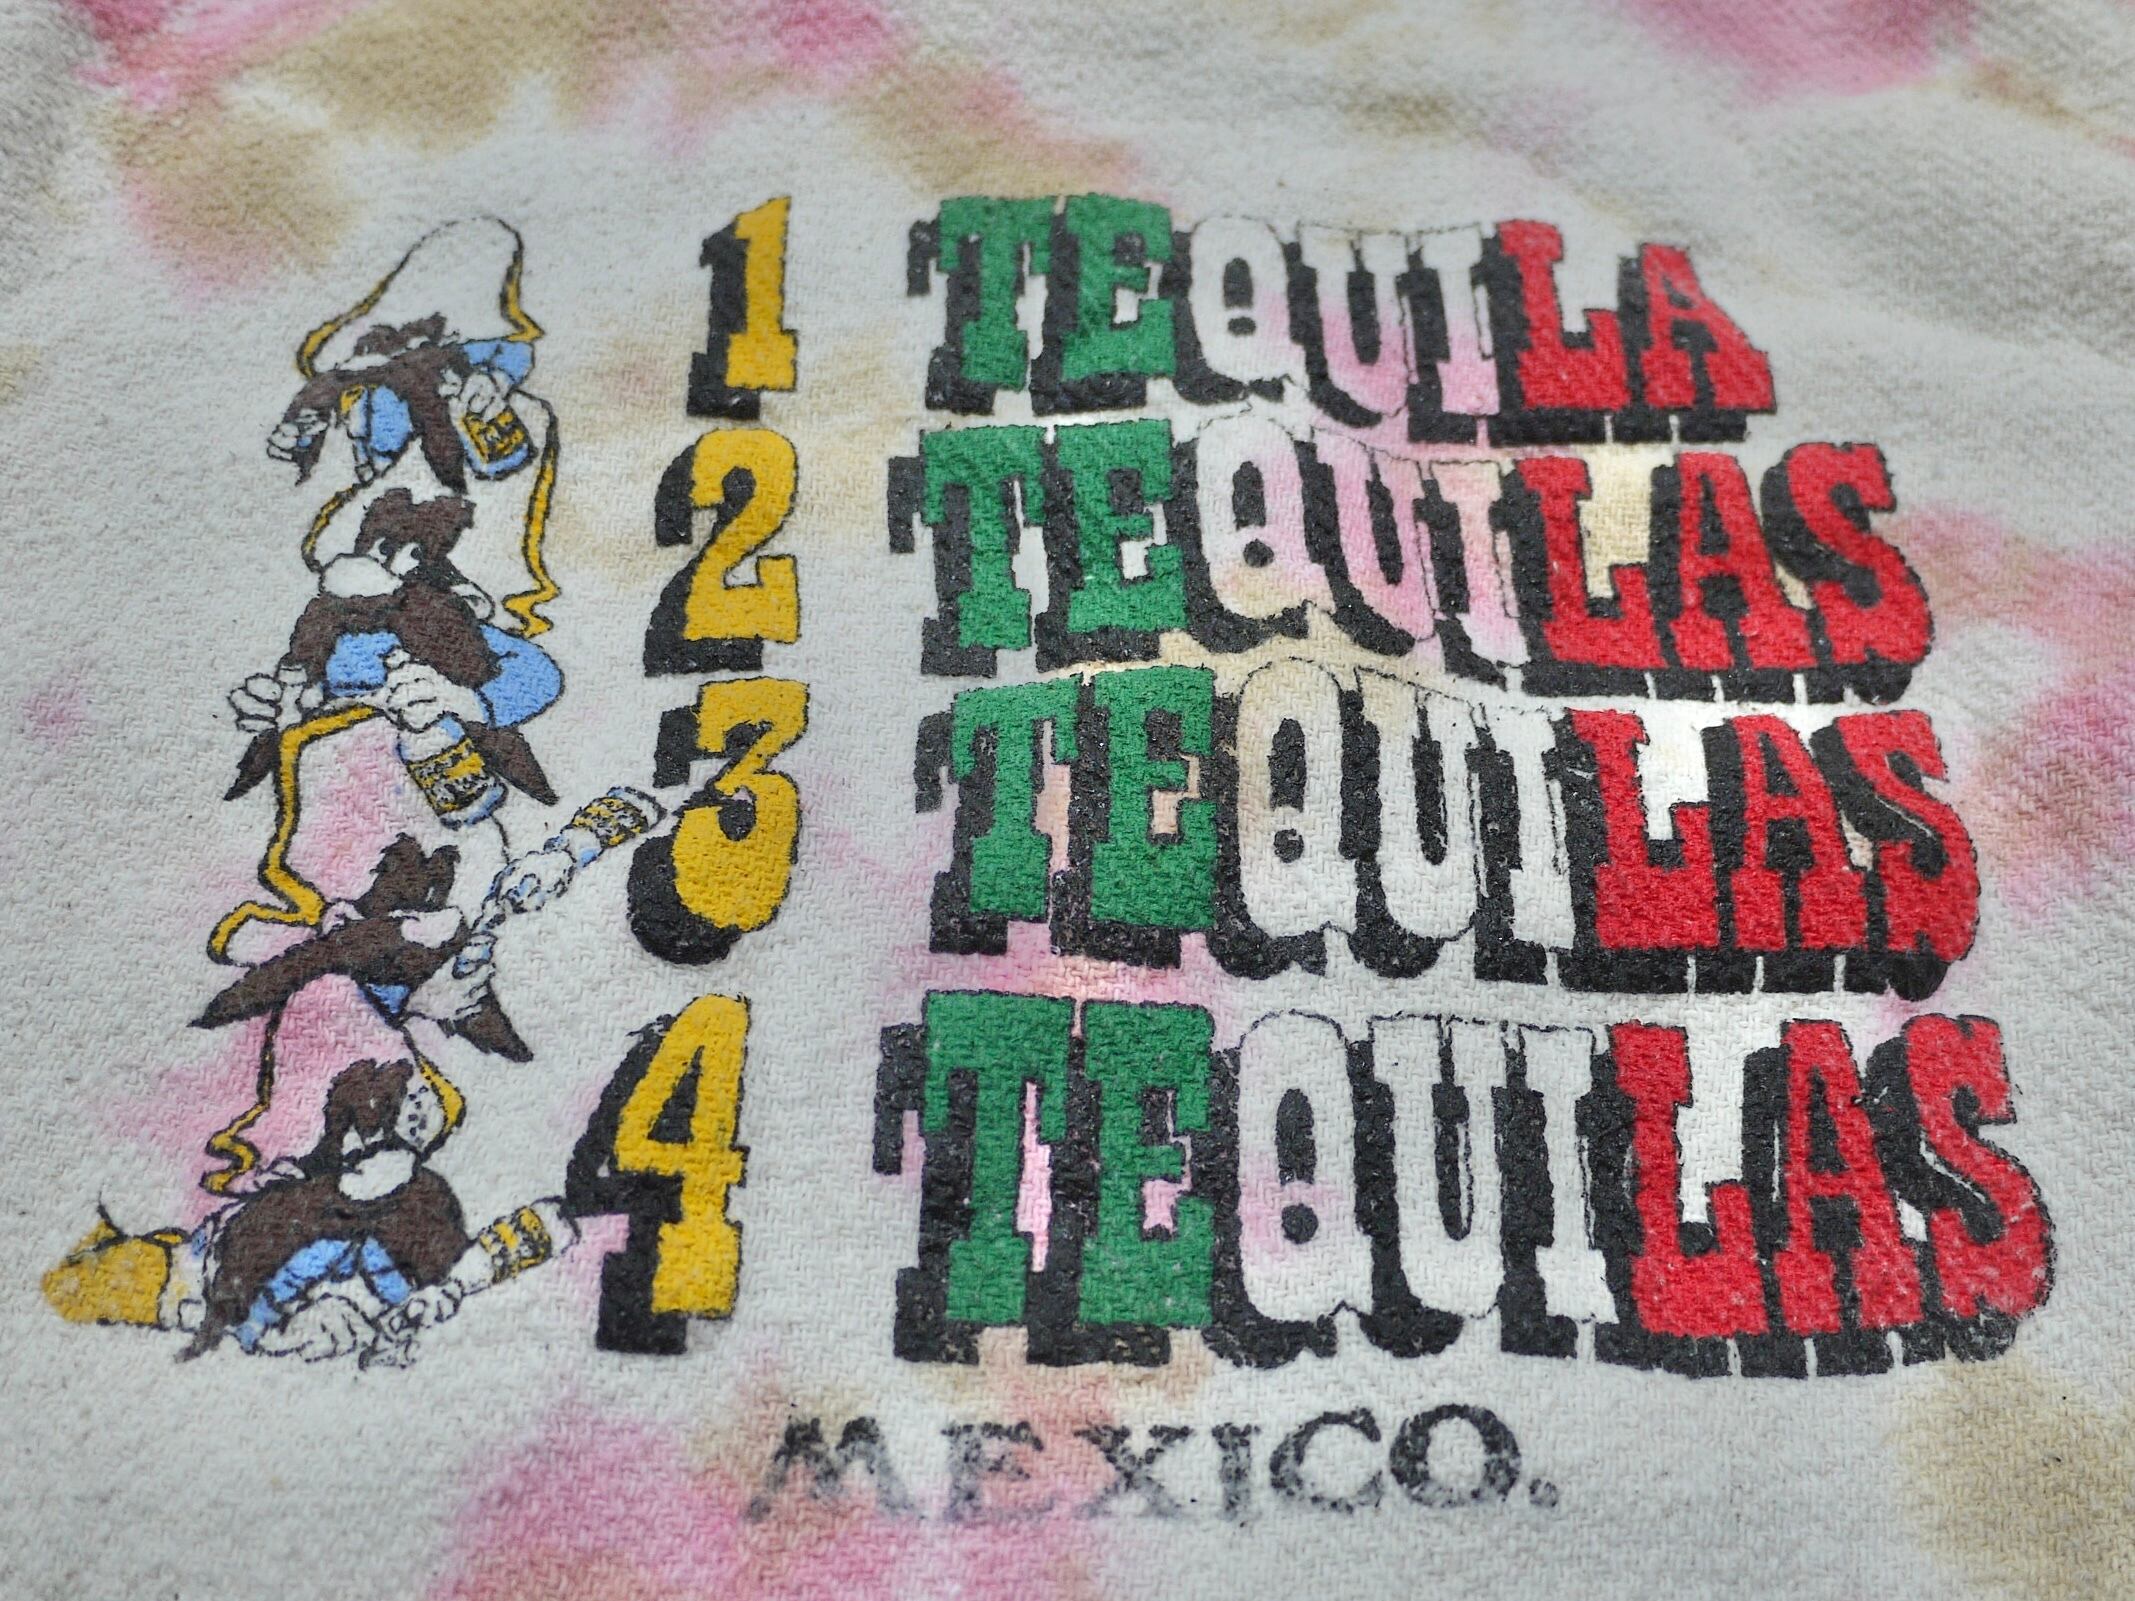 1 TEQUILA
2 TEQUILAS
3 TEQUILAS
4 TEQUILAS
MEXICO.